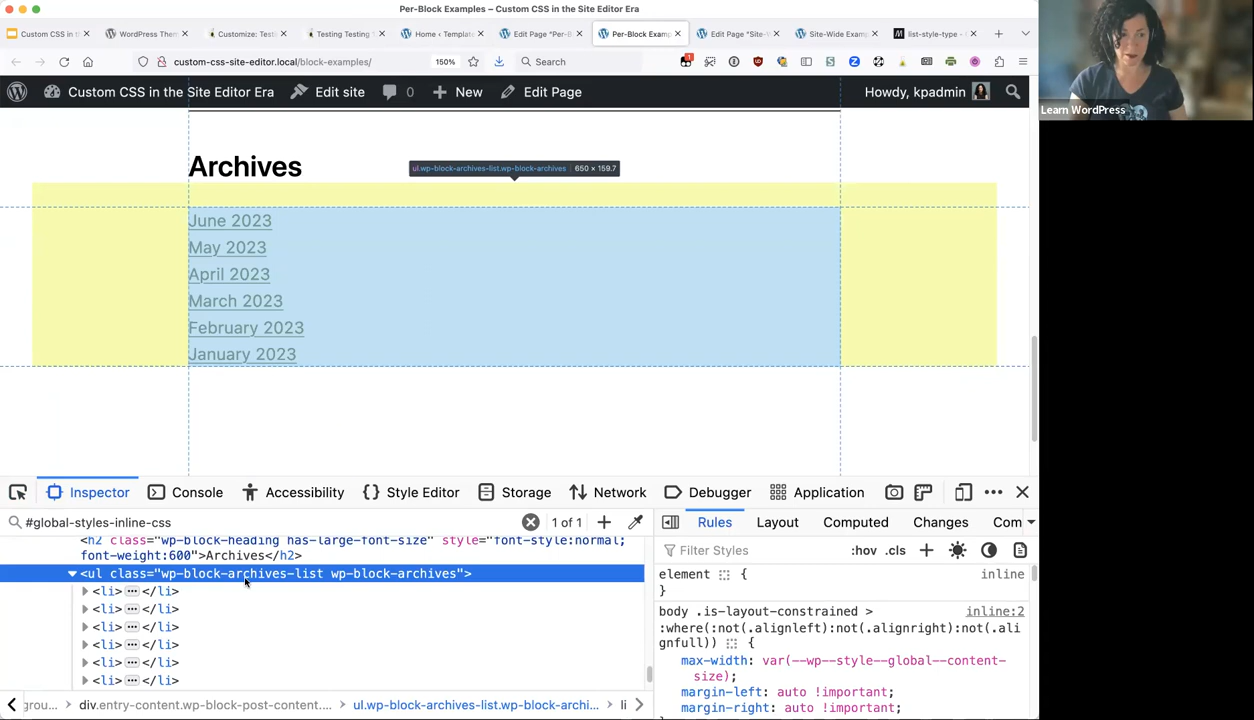 Per-Block Examples – Custom CSS in the Site Editor Era
Custom CSS in t
WordPress Them
Customize: Testi
Testing Testing
Home ‹ Template
Edit Page "Per-B
Per-Block Examp
Edit Page "Site-W
Site-Wide Examp
list-style-type -
custom-css-site-editor.local/block-examples/
150%
Search
Custom CSS in the Site Editor Era
Edit site
0
New
Edit Page
Howdy, kpadmin
Learn WordPress
Archives
ul.wp-block-archives-list.wp-block-archives | 650 × 159.7
June 2023
May 2023
April 2023
March 2023
February 2023
January 2023
Inspector
Console
Accessibility
Style Editor
Storage
Network
Debugger
Application
#global-styles-inline-css
1 of 1
<h2 class="wp-block-heading has-large-font-size" style="font-style:normal;
font-weight:600">Archives</h2>
<ul class="wp-block-archives-list wp-block-archives">
<li></li>
<li></li>
<li></li>
<li></li>
<li></li>
<li></li>
grou...
div.entry-content.wp-block-post-content....
ul.wp-block-archives-list.wp-block-archi...
li
Rules
Layout
Computed
Changes
Com
Filter Styles
:hov
.cls
element { inline
}
body .is-layout-constrained > inline:2
:where(:not(.alignleft):not(.alignright):not(.ali
gnfull)) {
max-width: var(--wp--style--global--content-
size);
margin-left: auto !important;
margin-right: auto !important;